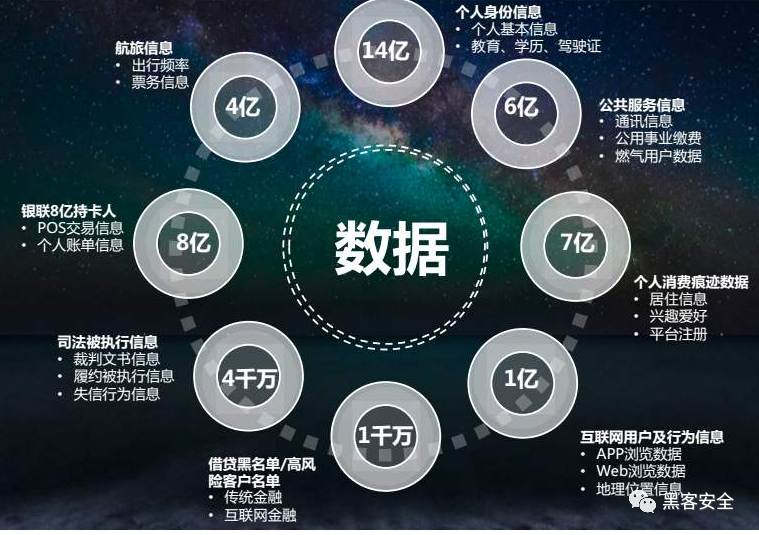 14亿
个人身份信息
• 个人基本信息
• 教育、学历、驾驶证
6亿
公共服务信息
• 通讯信息
• 公用事业缴费
• 燃气用户数据
7亿
个人消费痕迹数据
• 居住信息
• 兴趣爱好
• 平台注册
1亿
互联网用户及行为信息
• APP浏览数据
• Web浏览数据
• 地理位置信息
1千万
借贷黑名单/高风
险客户名单
• 传统金融
• 互联网金融
4千万
司法被执行信息
• 裁判文书信息
• 履约被执行信息
• 失信行为信息
8亿
银联8亿持卡人
• POS交易信息
• 个人账单信息
4亿
航旅信息
• 出行频率
• 票务信息
数据
黑客安全